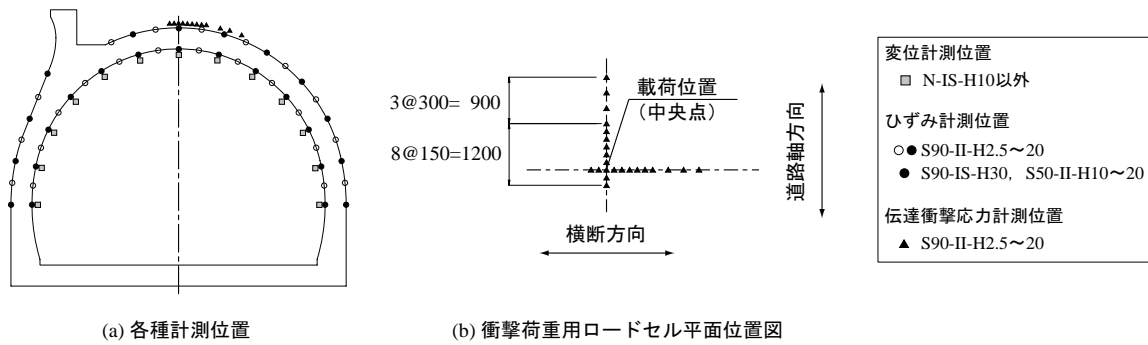 3@300= 900
8@150=1200
載荷位置
(中央点)
道路軸方向
横断方向
変位計測位置
N-IS-H10以外
ひずみ計測位置
S90-II-H2.5～20
S90-IS-H30, S50-II-H10～20
伝達衝撃応力計測位置
S90-II-H2.5～20
(a) 各種計測位置
(b) 衝撃荷重用ロードセル平面位置図